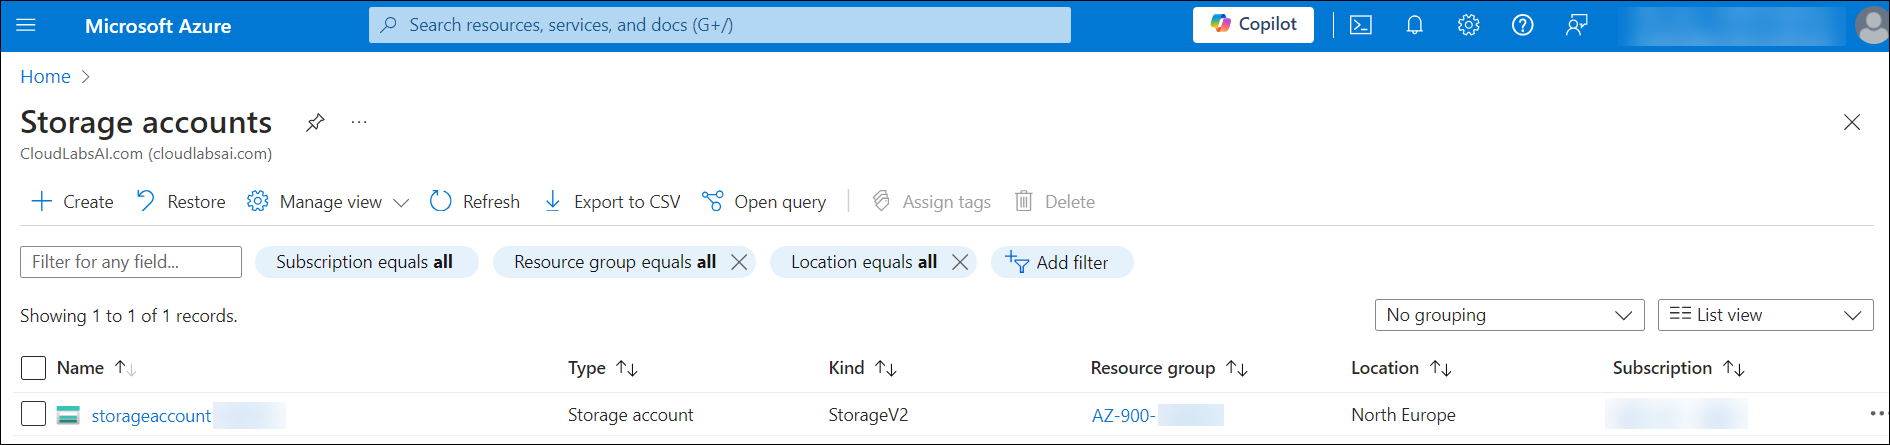 Microsoft Azure Search resources, services, and docs (G+/) Copilot
Home
Storage accounts
CloudLabsAI.com (cloudlabsai.com)
Create Restore Manage view Refresh Export to CSV Open query Assign tags Delete
Filter for any field... Subscription equals all Resource group equals all Location equals all Add filter
Showing 1 to 1 of 1 records. No grouping List view
Name Type Kind Resource group Location Subscription
storageaccount Storage account StorageV2 AZ-900- North Europe